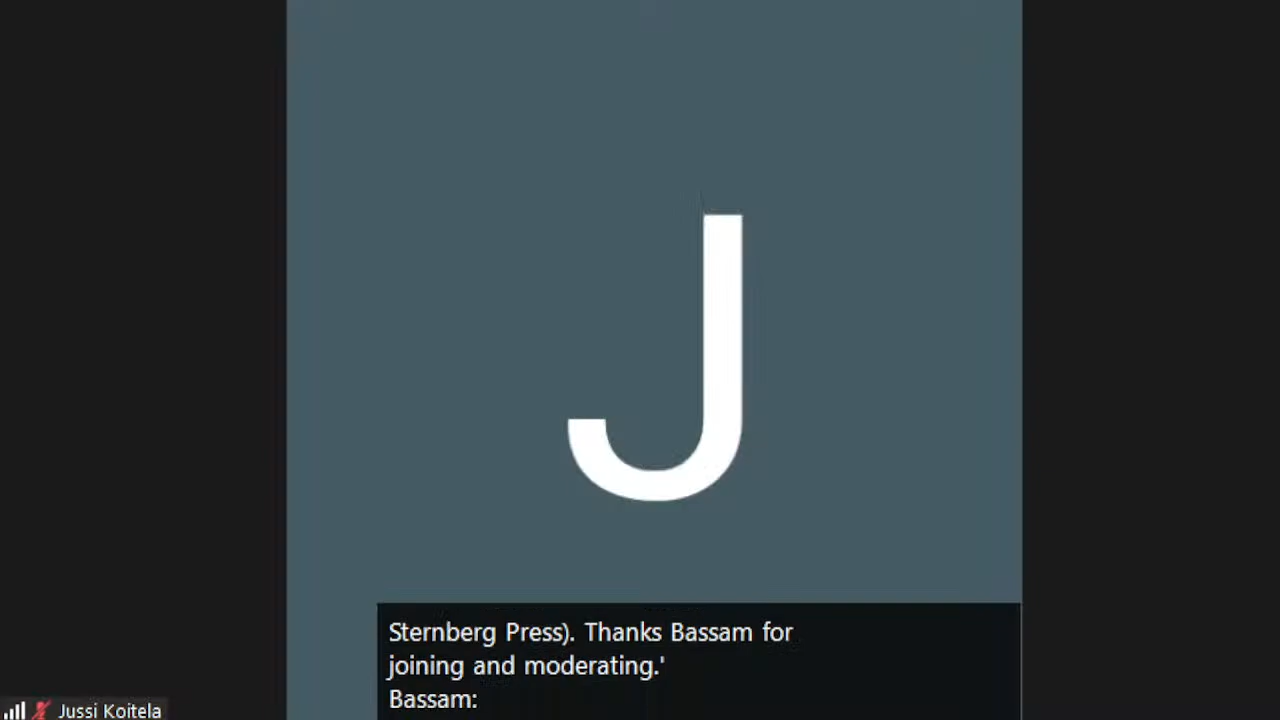 J
Sternberg Press). Thanks Bassam for
joining and moderating.'
Bassam:
Jussi Koitela